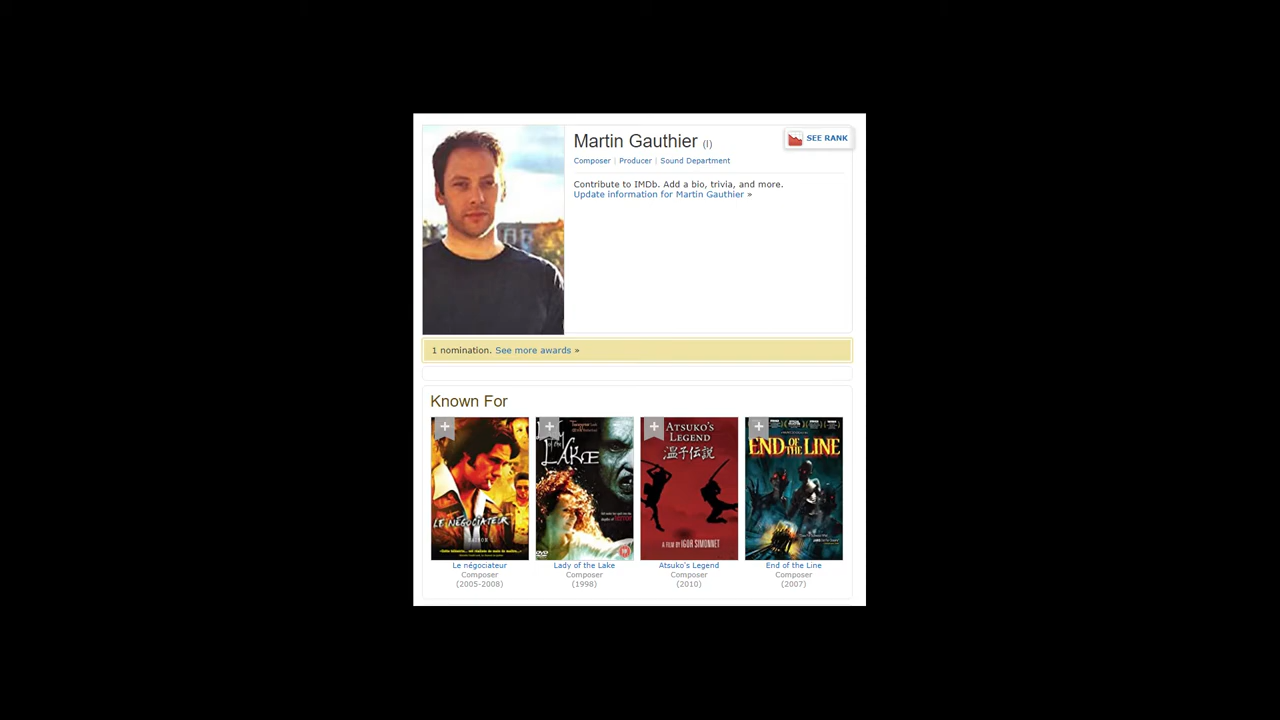 Martin Gauthier (I)
SEE RANK
Composer | Producer | Sound Department
Contribute to IMDb. Add a bio, trivia, and more.
Update information for Martin Gauthier »
1 nomination. See more awards »
Known For
LE NÉGOCIATEUR
SAISON
LAKE
DVD
ATSUKO'S
LEGEND
温子伝説
A FILM BY IGOR SIMONNET
END OF THE LINE
Le négociateur
Composer
(2005-2008)
Lady of the Lake
Composer
(1998)
Atsuko's Legend
Composer
(2010)
End of the Line
Composer
(2007)